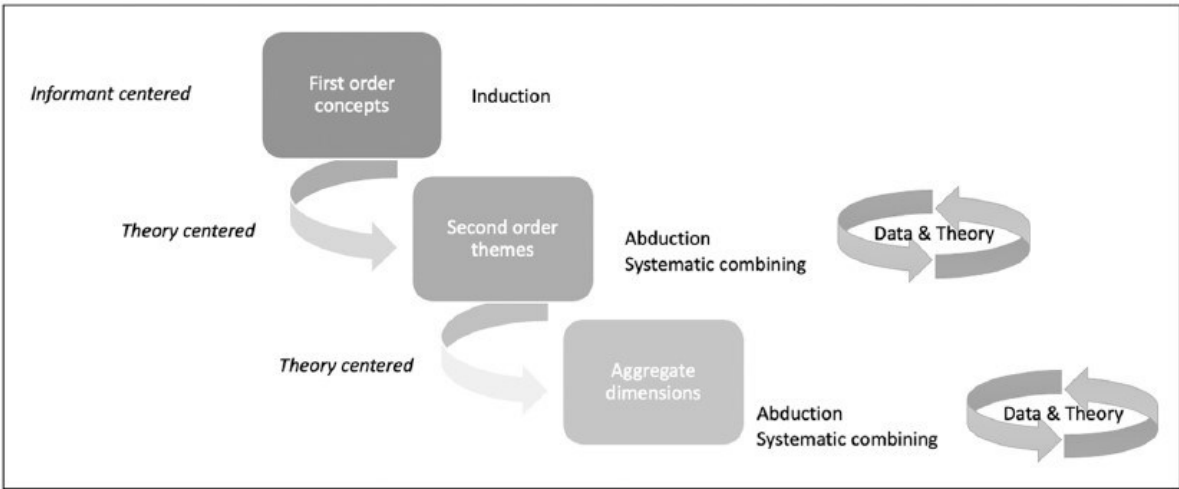 Informant centered
First order
concepts
Induction
Theory centered
Second order
themes
Abduction
Systematic combining
Data & Theory
Theory centered
Aggregate
dimensions
Abduction
Systematic combining
Data & Theory